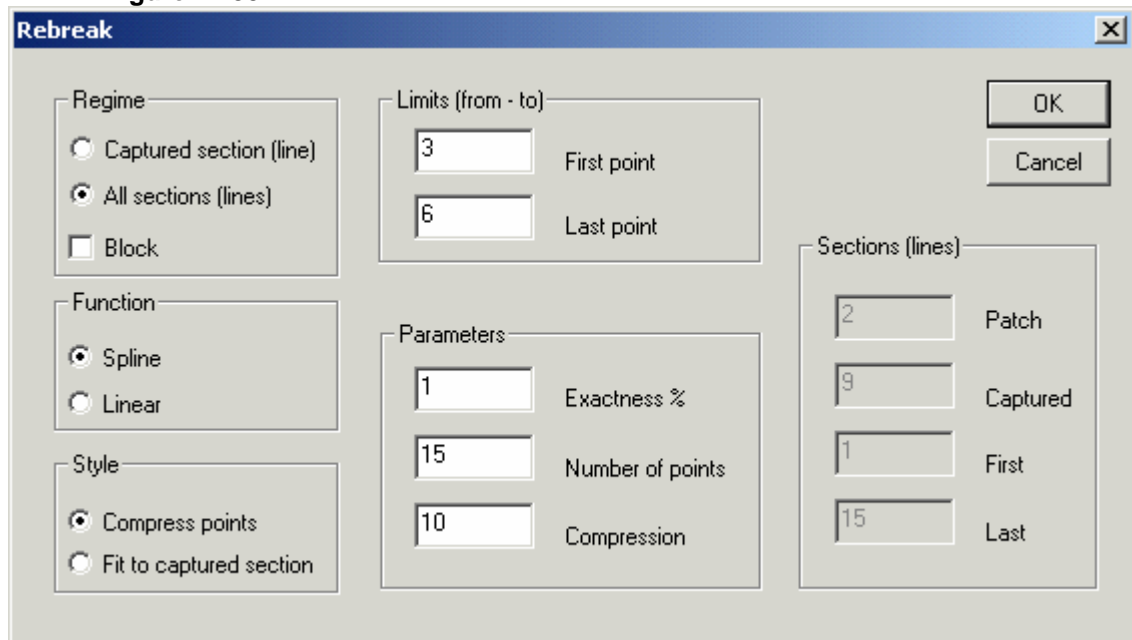 Rebreak
Regime
Captured section (line)
All sections (lines)
Block
Function
Spline
Linear
Style
Compress points
Fit to captured section
Limits (from - to)
3 First point
6 Last point
Parameters
1 Exactness %
15 Number of points
10 Compression
OK
Cancel
Sections (lines)
2 Patch
9 Captured
1 First
15 Last